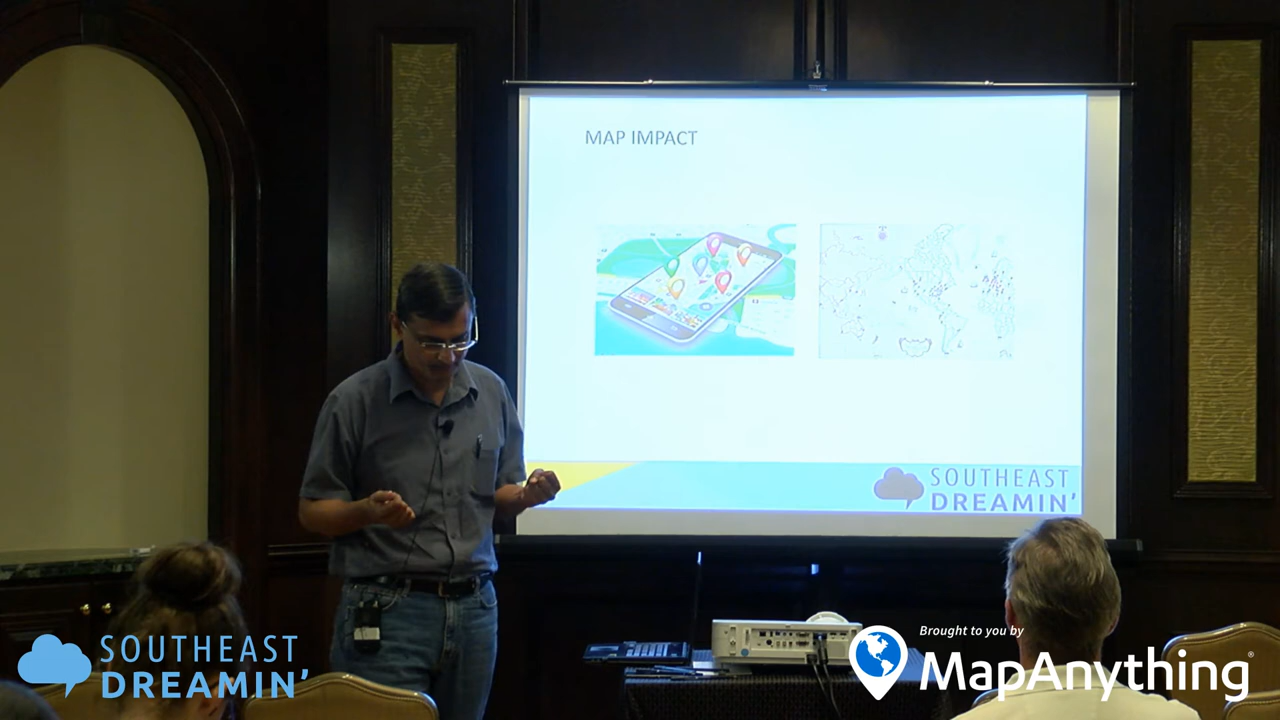 MAP IMPACT
SOUTHEAST
DREAMIN'
SOUTHEAST
DREAMIN'
Brought to you by
MapAnything®